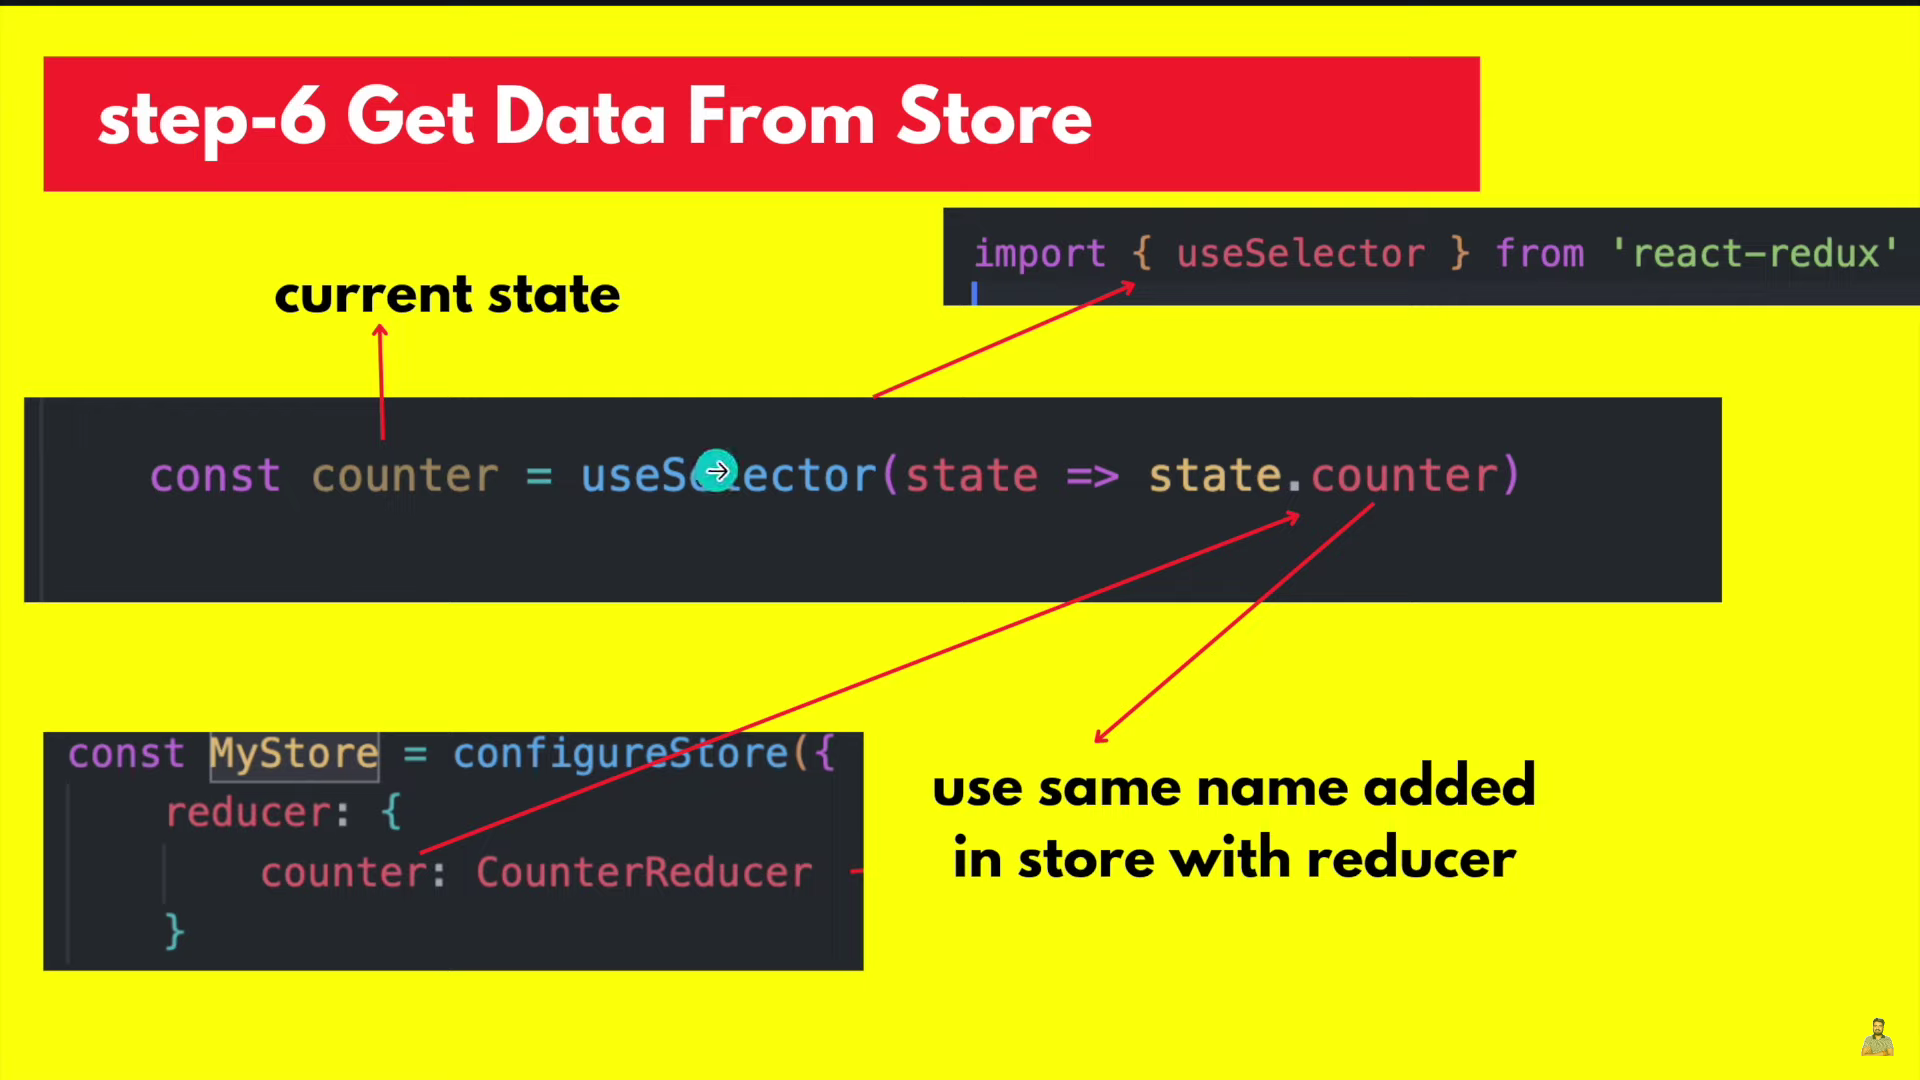 step-6 Get Data From Store
import { useSelector } from 'react-redux'
current state
const counter = useSelector(state => state.counter)
const MyStore = configureStore({
reducer: {
counter: CounterReducer
}
use same name added
in store with reducer